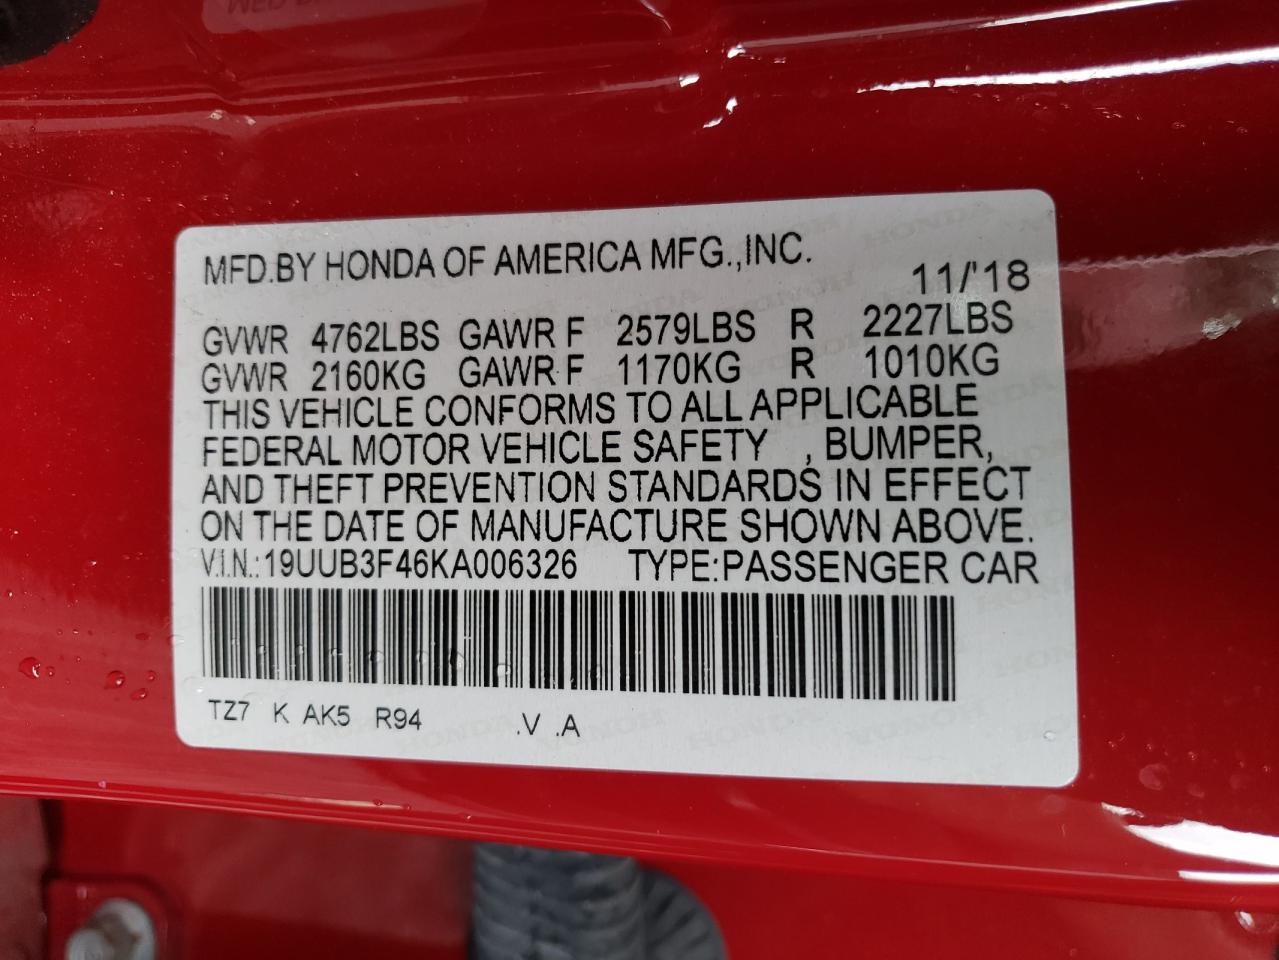 MFD.BY HONDA OF AMERICA MFG.,INC.
11/'18
GVWR 4762LBS GAWR F 2579LBS R 2227LBS
GVWR 2160KG GAWR F 1170KG R 1010KG
THIS VEHICLE CONFORMS TO ALL APPLICABLE
FEDERAL MOTOR VEHICLE SAFETY , BUMPER,
AND THEFT PREVENTION STANDARDS IN EFFECT
ON THE DATE OF MANUFACTURE SHOWN ABOVE.
V.I.N.:19UUB3F46KA006326 TYPE:PASSENGER CAR
TZ7 K AK5 R94 .V .A